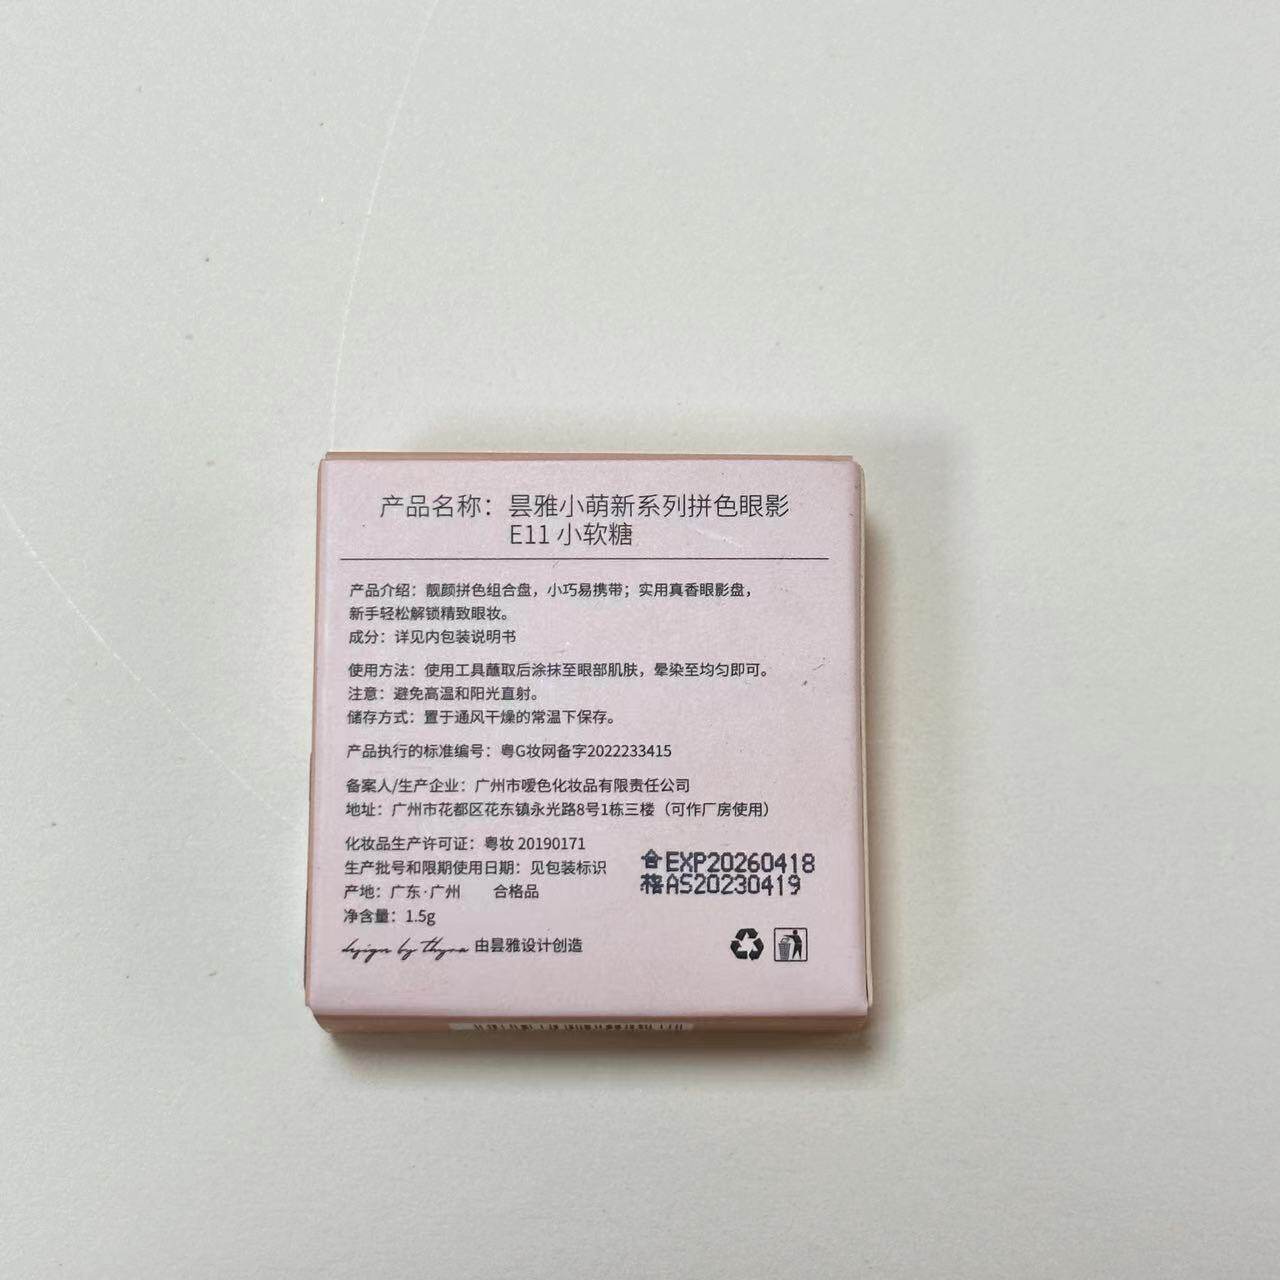 产品名称：昙雅小萌新系列拼色眼影
E11 小软糖
产品介绍：靓颜拼色组合盘，小巧易携带；实用真香眼影盘，
新手轻松解锁精致眼妆。
成分：详见内包装说明书
使用方法：使用工具蘸取后涂抹至眼部肌肤，晕染至均匀即可。
注意：避免高温和阳光直射。
储存方式：置于通风干燥的常温下保存。
产品执行的标准编号：粤G妆网备字2022233415
备案人/生产企业：广州市嗳色化妆品有限责任公司
地址：广州市花都区花东镇永光路8号1栋三楼（可作厂房使用）
化妆品生产许可证：粤妆 20190171
生产批号和限期使用日期：见包装标识
产地：广东·广州 合格品
净含量：1.5g
合格 EXP20260418
AS20230419
design by thyra 由昙雅设计创造